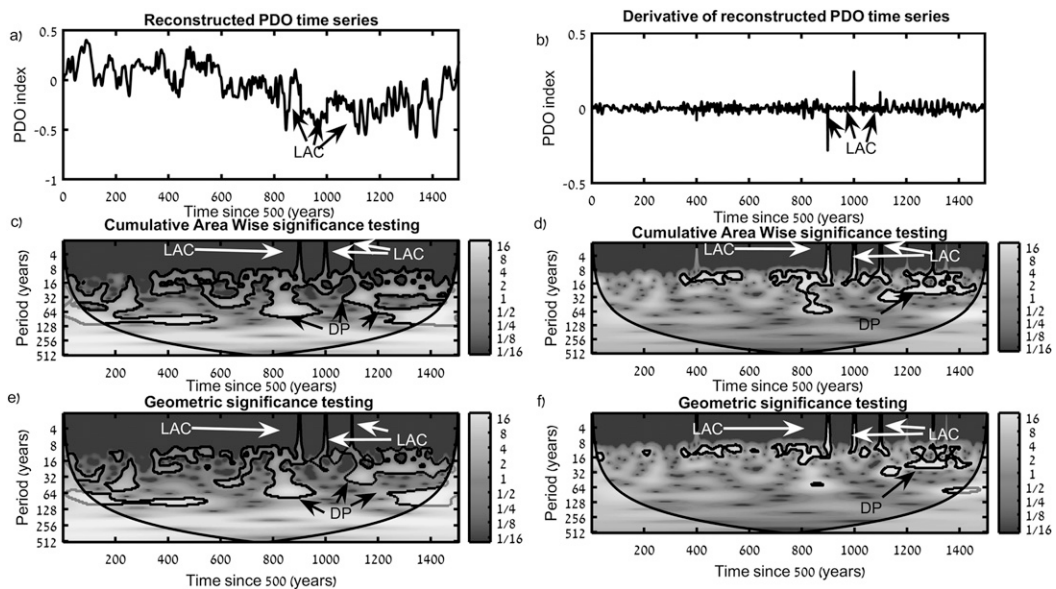 Reconstructed PDO time series
a)
0.5
0
-0.5
-1
PDO index
LAC
0 200 400 600 800 1000 1200 1400
Time since 500 (years)
Derivative of reconstructed PDO time series
b)
0.5
0
-0.5
PDO index
LAC
0 200 400 600 800 1000 1200 1400
Time since 500 (years)
c)
Cumulative Area Wise significance testing
LAC
LAC
DP
Period (years)
4
16
32
64
128
256
512
200 400 600 800 1000 1200 1400
Time since 500 (years)
16
8
4
2
1
1/2
1/4
1/8
1/16
d)
Cumulative Area Wise significance testing
LAC
LAC
DP
Period (years)
4
16
32
64
128
256
512
200 400 600 800 1000 1200 1400
Time since 500 (years)
16
8
4
2
1
1/2
1/4
1/8
1/16
e)
Geometric significance testing
LAC
LAC
DP
Period (years)
4
16
32
64
128
256
512
200 400 600 800 1000 1200 1400
Time since 500 (years)
16
8
4
2
1
1/2
1/4
1/8
1/16
f)
Geometric significance testing
LAC
LAC
DP
Period (years)
4
16
32
64
128
256
512
200 400 600 800 1000 1200 1400
Time since 500 (years)
16
8
4
2
1
1/2
1/4
1/8
1/16